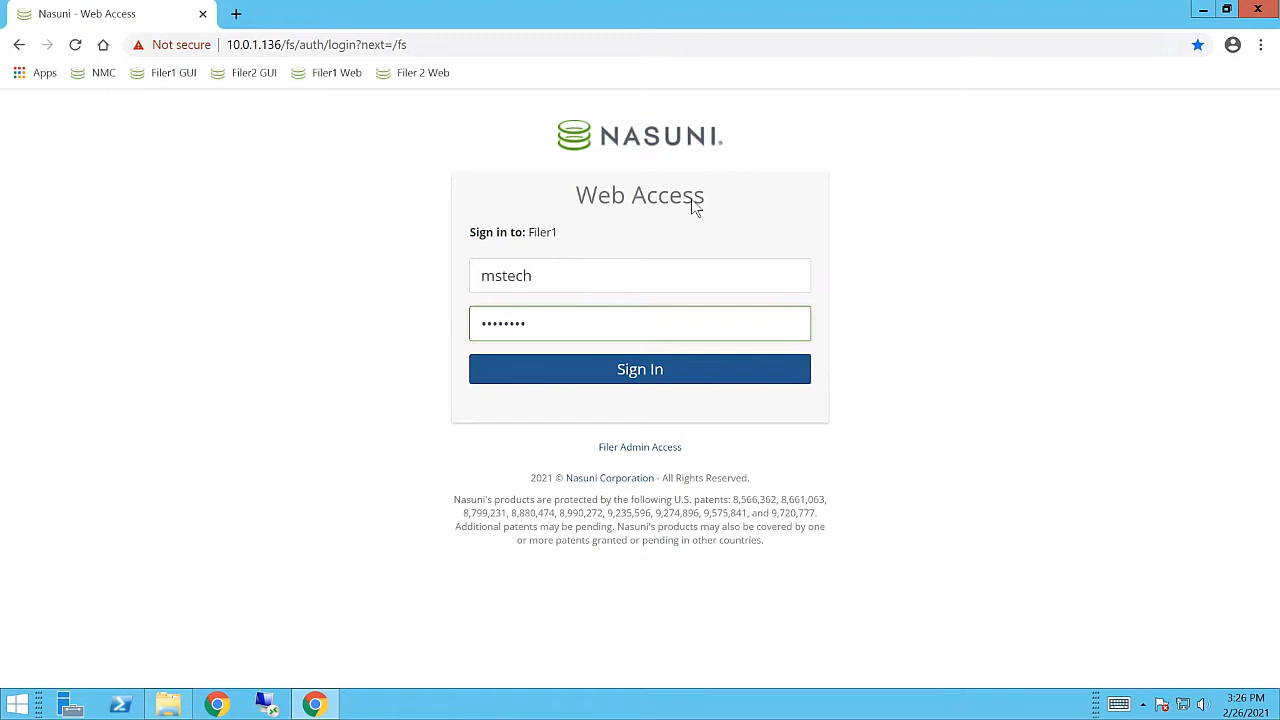 Nasuni - Web Access
Not secure 10.0.1.136/fs/auth/login?next=/fs
Apps NMC Filer1 GUI Filer2 GUI Filer1 Web Filer 2 Web
NASUNI®
Web Access
Sign in to: Filer1
mstech
••••••••
Sign In
Filer Admin Access
2021 © Nasuni Corporation - All Rights Reserved.
Nasuni's products are protected by the following U.S. patents: 8,566,362, 8,661,063,
8,799,231, 8,880,474, 8,990,272, 9,235,596, 9,274,896, 9,575,841, and 9,720,777.
Additional patents may be pending. Nasuni's products may also be covered by one
or more patents granted or pending in other countries.
3:26 PM
2/26/2021